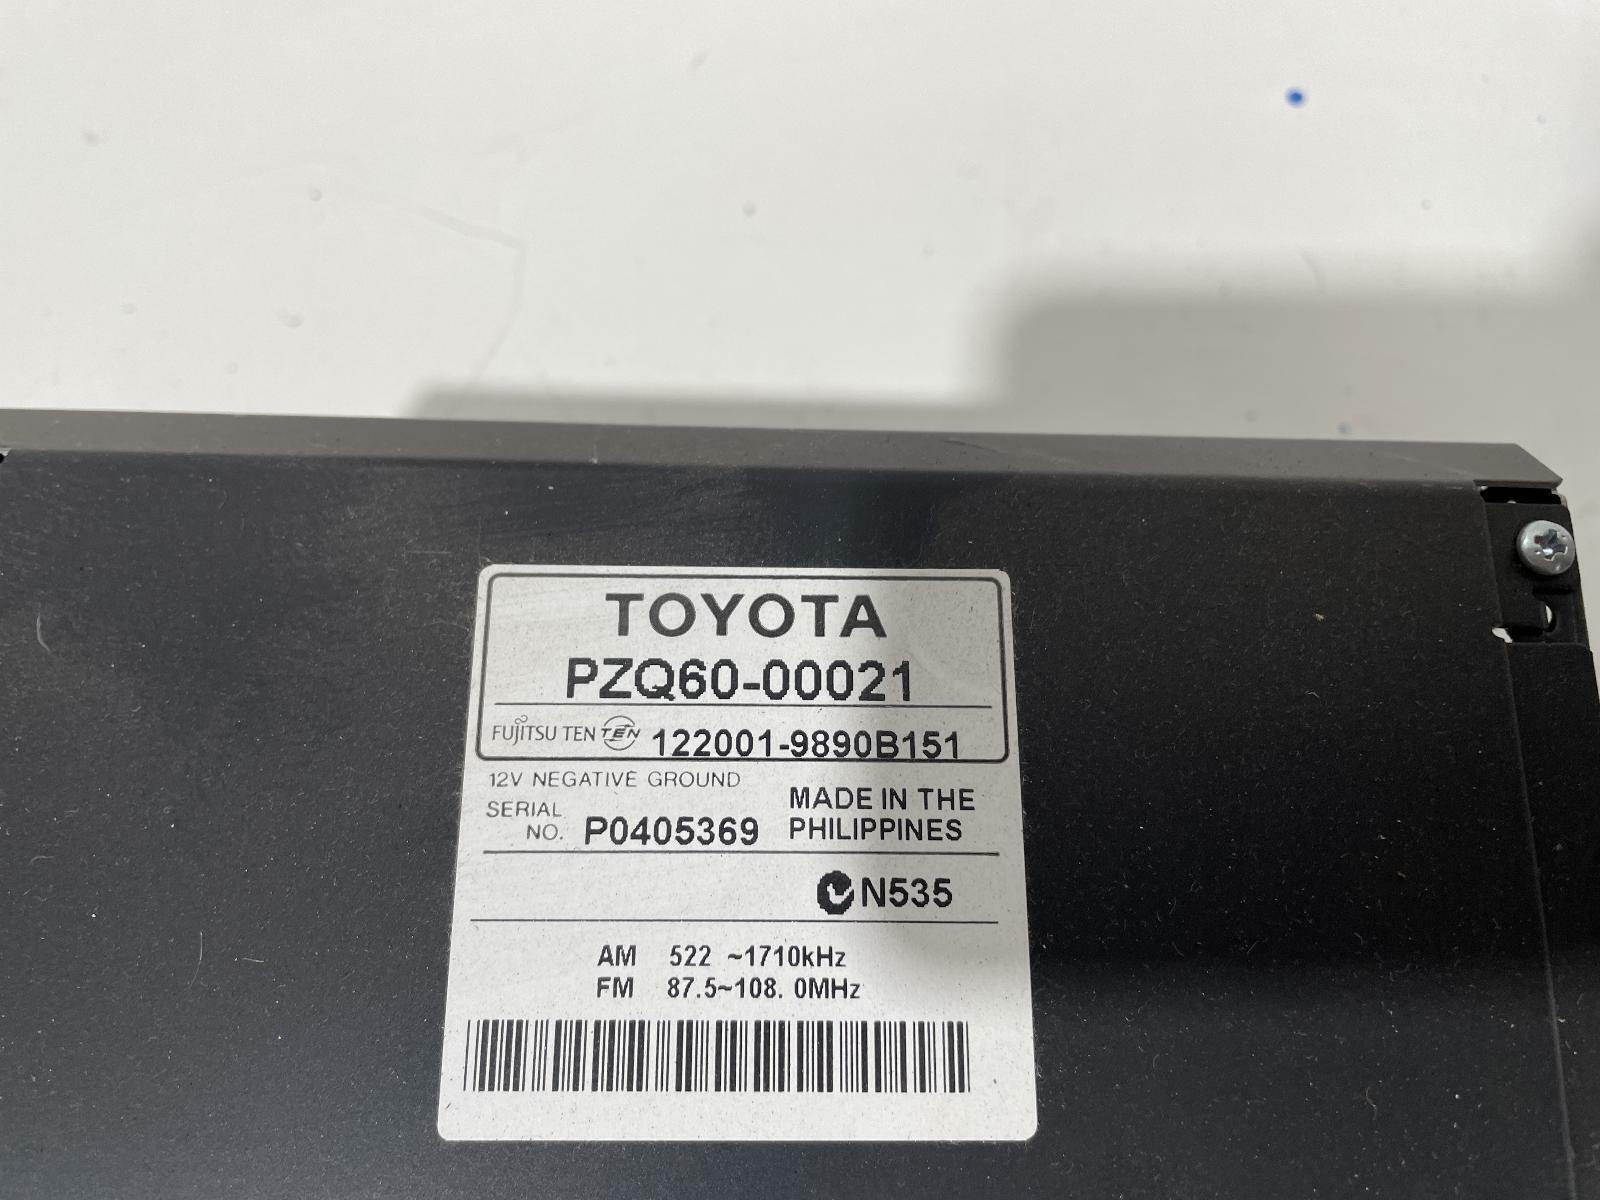 TOYOTA
PZQ60-00021
FUJITSU TEN TEN 122001-9890B151
12V NEGATIVE GROUND
SERIAL NO. P0405369
MADE IN THE
PHILIPPINES
N535
AM 522 ~1710kHz
FM 87.5~108. 0MHz